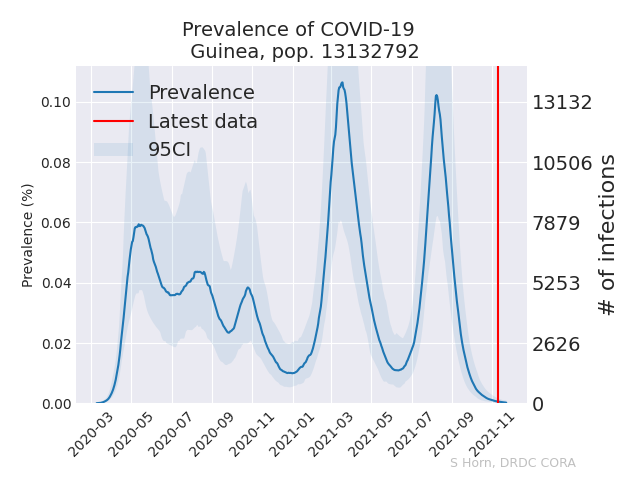 Prevalence of COVID-19
Guinea, pop. 13132792
Prevalence
Latest data
95CI
Prevalence (%)
0.10
0.08
0.06
0.04
0.02
0.00
13132
10506
7879
5253
2626
0
# of infections
2020-03
2020-05
2020-07
2020-09
2020-11
2021-01
2021-03
2021-05
2021-07
2021-09
2021-11
S Horn, DRDC CORA